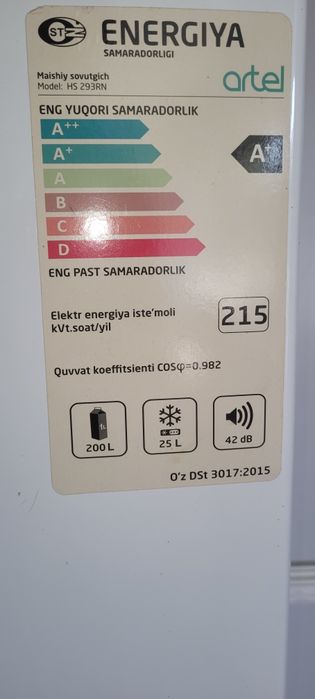 ST ENERGIYA
SAMARADORLIGI
Maishiy sovutgich
Model: HS 293RN
artel
ENG YUQORI SAMARADORLIK
A++
A+
A+
A
B
C
D
ENG PAST SAMARADORLIK
Elektr energiya iste'moli
kVt.soat/yil
215
Quvvat koeffitsienti COSφ=0.982
200 L
25 L
42 dB
O'z DSt 3017:2015